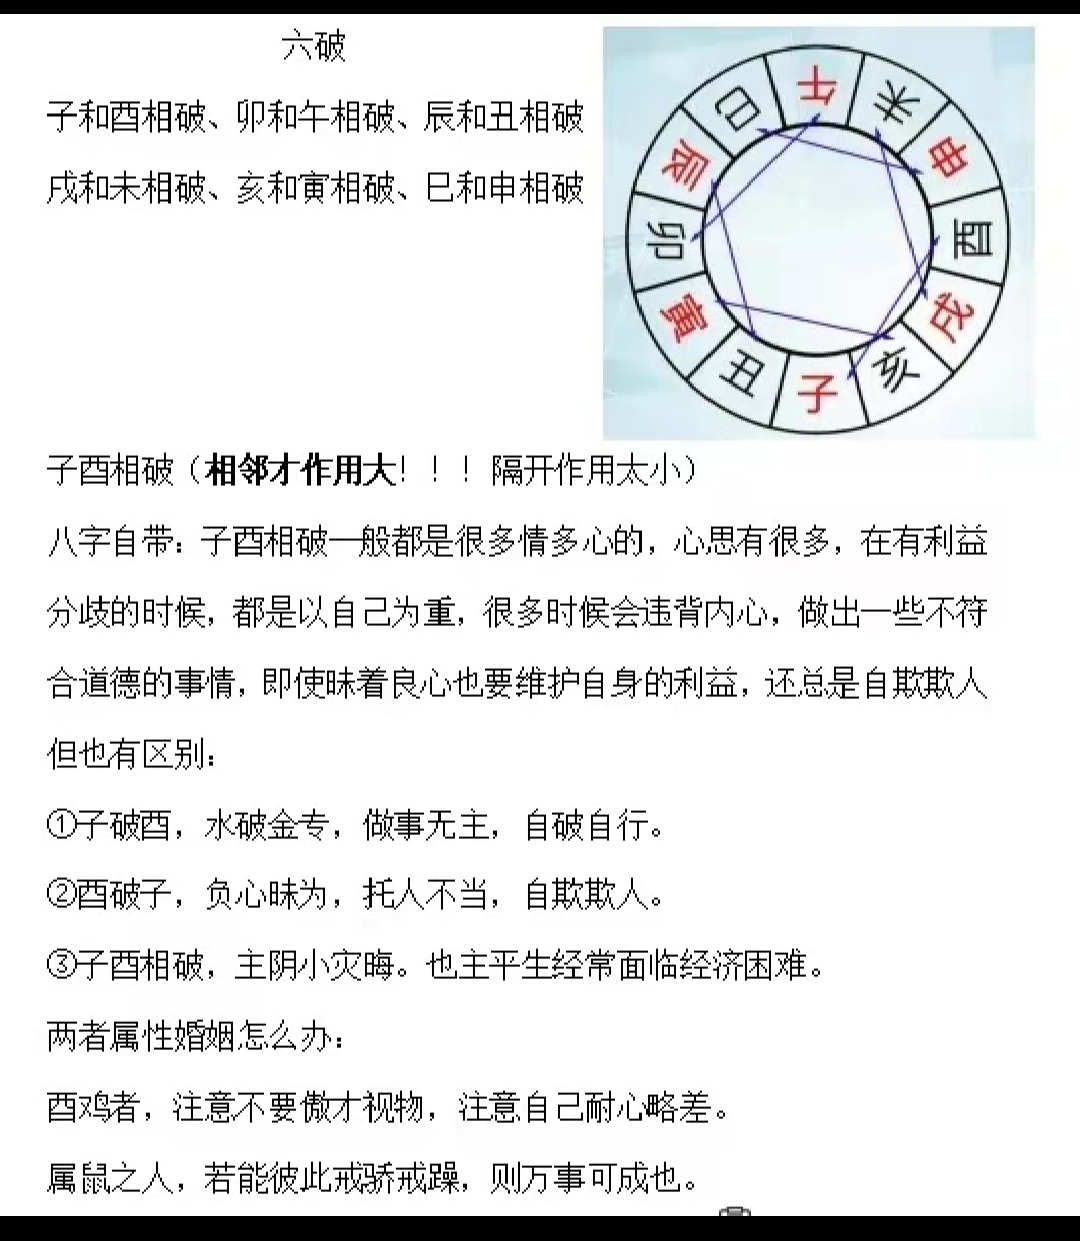 六破
子和酉相破、卯和午相破、辰和丑相破
戌和未相破、亥和寅相破、巳和申相破
午
未
申
酉
戌
亥
子
丑
寅
卯
辰
巳
子酉相破（相邻才作用大！！！隔开作用太小）
八字自带：子酉相破一般都是很多情多心的，心思有很多，在有利益
分歧的时候，都是以自己为重，很多时候会违背内心，做出一些不符
合道德的事情，即使昧着良心也要维护自身的利益，还总是自欺欺人
但也有区别：
①子破酉，水破金专，做事无主，自破自行。
②酉破子，负心昧为，托人不当，自欺欺人。
③子酉相破，主阴小灾晦。也主平生经常面临经济困难。
两者属性婚姻怎么办：
酉鸡者，注意不要傲才视物，注意自己耐心略差。
属鼠之人，若能彼此戒骄戒躁，则万事可成也。